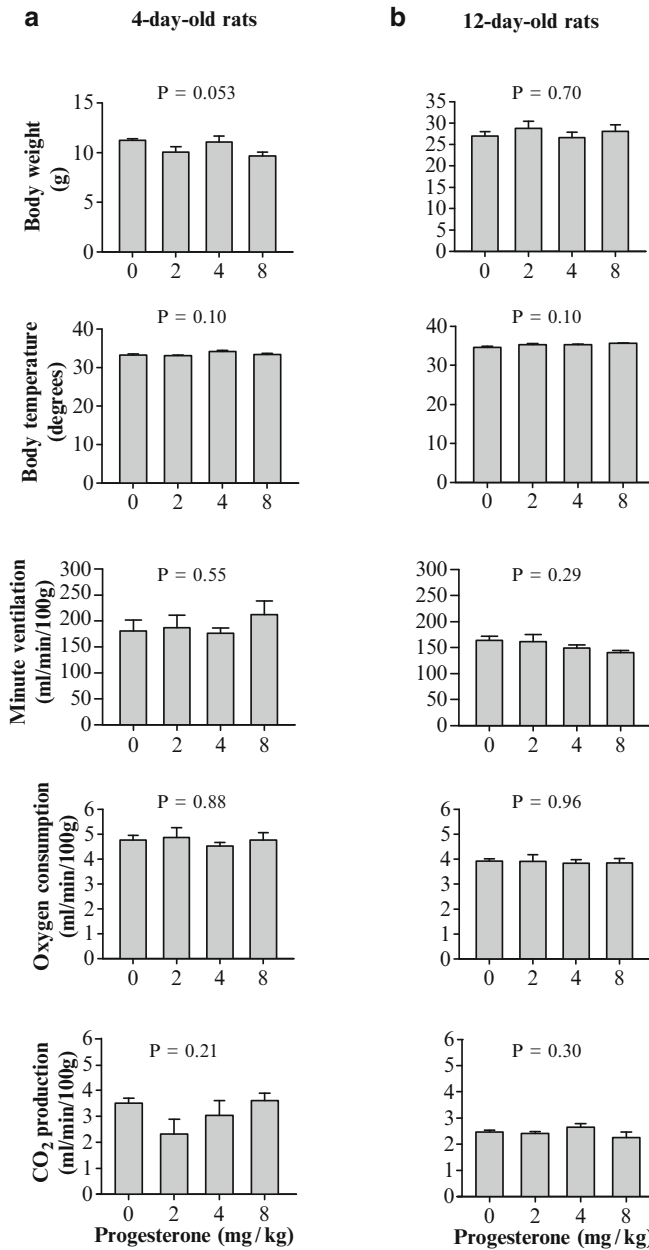 a 4-day-old rats
b 12-day-old rats
P = 0.053
Body weight
(g)
15
10
5
0
0 2 4 8
P = 0.70
35
30
25
20
15
10
5
0
0 2 4 8
P = 0.10
Body temperature
(degrees)
40
30
20
10
0
0 2 4 8
P = 0.10
40
30
20
10
0
0 2 4 8
P = 0.55
Minute ventilation
(ml/min/100g)
300
250
200
150
100
50
0
0 2 4 8
P = 0.29
300
250
200
150
100
50
0
0 2 4 8
P = 0.88
Oxygen consumption
(ml/min/100g)
6
5
4
3
2
1
0
0 2 4 8
P = 0.96
6
5
4
3
2
1
0
0 2 4 8
P = 0.21
CO₂ production
(ml/min/100g)
6
5
4
3
2
1
0
0 2 4 8
Progesterone (mg/kg)
P = 0.30
6
5
4
3
2
1
0
0 2 4 8
Progesterone (mg/kg)